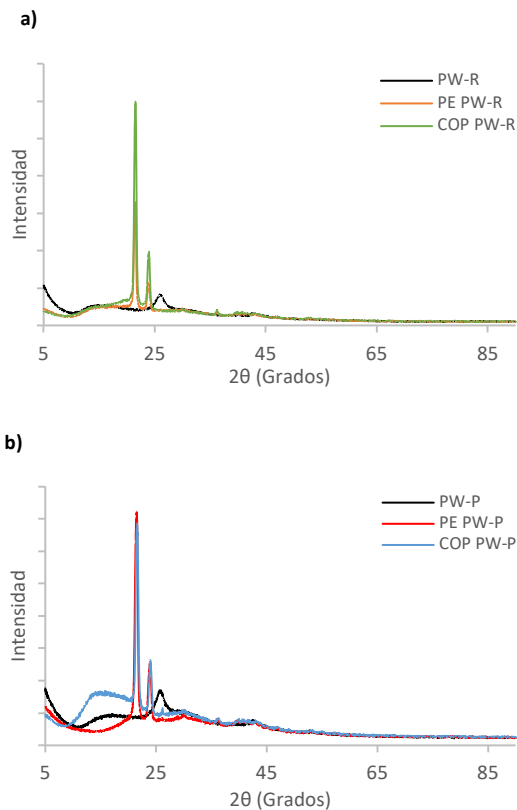 a)
PW-R
PE PW-R
COP PW-R
Intensidad
5 25 45 65 85
2θ (Grados)
b)
PW-P
PE PW-P
COP PW-P
Intensidad
5 25 45 65 85
2θ (Grados)